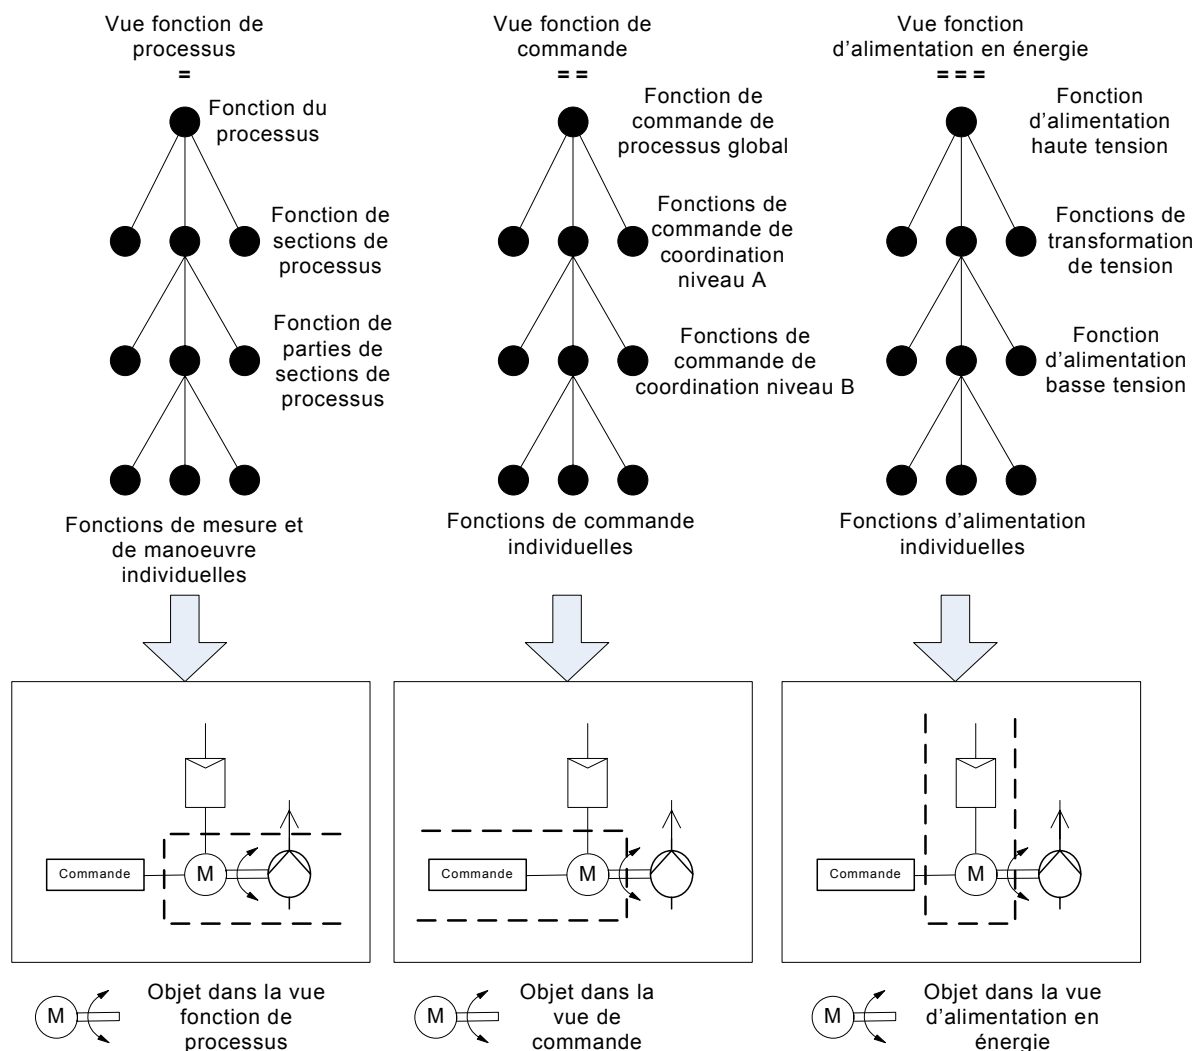 Vue fonction de
processus
=
Fonction du
processus
Fonction de
sections de
processus
Fonction de
parties de
sections de
processus
Fonctions de mesure et
de manoeuvre
individuelles
Commande
M
M
Objet dans la vue
fonction de
processus
Vue fonction de
commande
= =
Fonction de
commande de
processus global
Fonctions de
commande de
coordination
niveau A
Fonctions de
commande de
coordination niveau B
Fonctions de commande
individuelles
Commande
M
M
Objet dans la
vue de
commande
Vue fonction
d'alimentation en énergie
= = =
Fonction
d'alimentation
haute tension
Fonctions de
transformation
de tension
Fonction
d'alimentation
basse tension
Fonctions d'alimentation
individuelles
Commande
M
M
Objet dans la vue
d'alimentation en
énergie